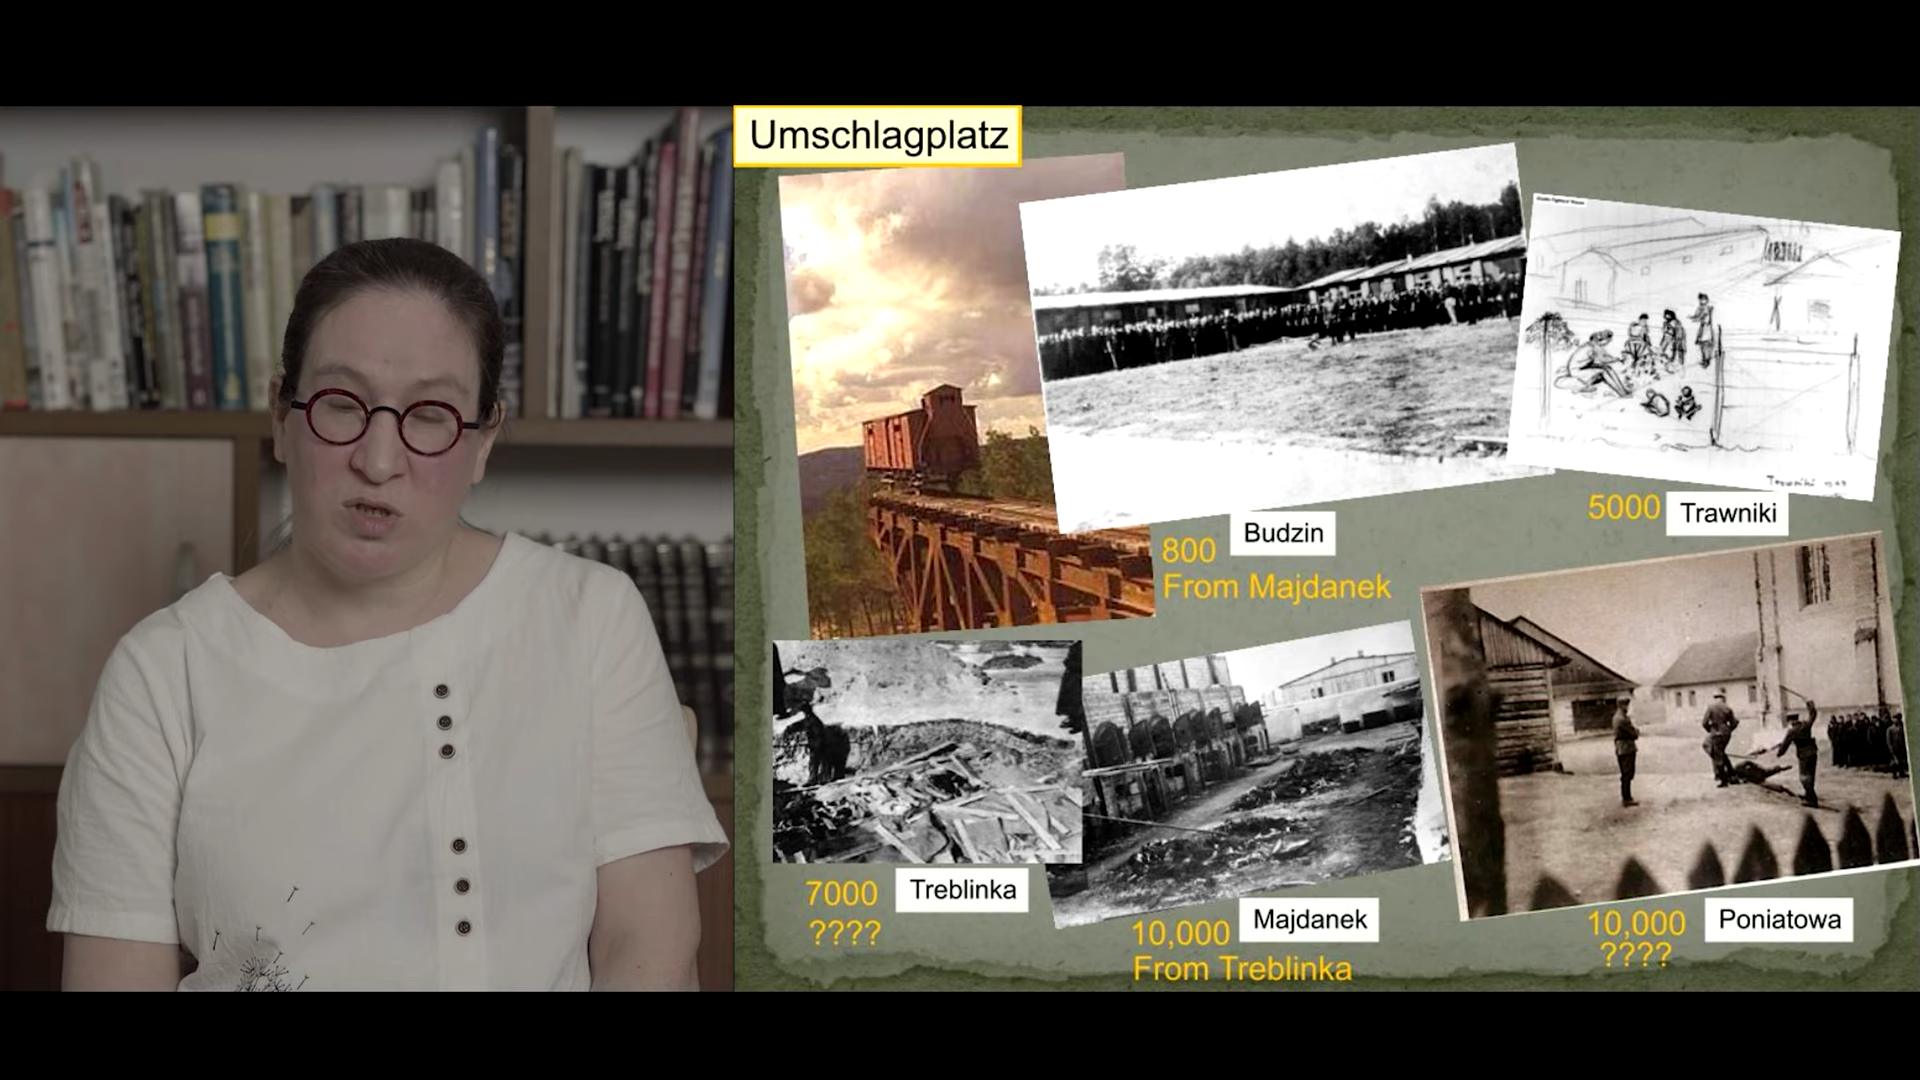 Umschlagplatz
5000 Trawniki
Budzin
800
From Majdanek
7000 Treblinka
????
10,000 Majdanek
From Treblinka
10,000 Poniatowa
????